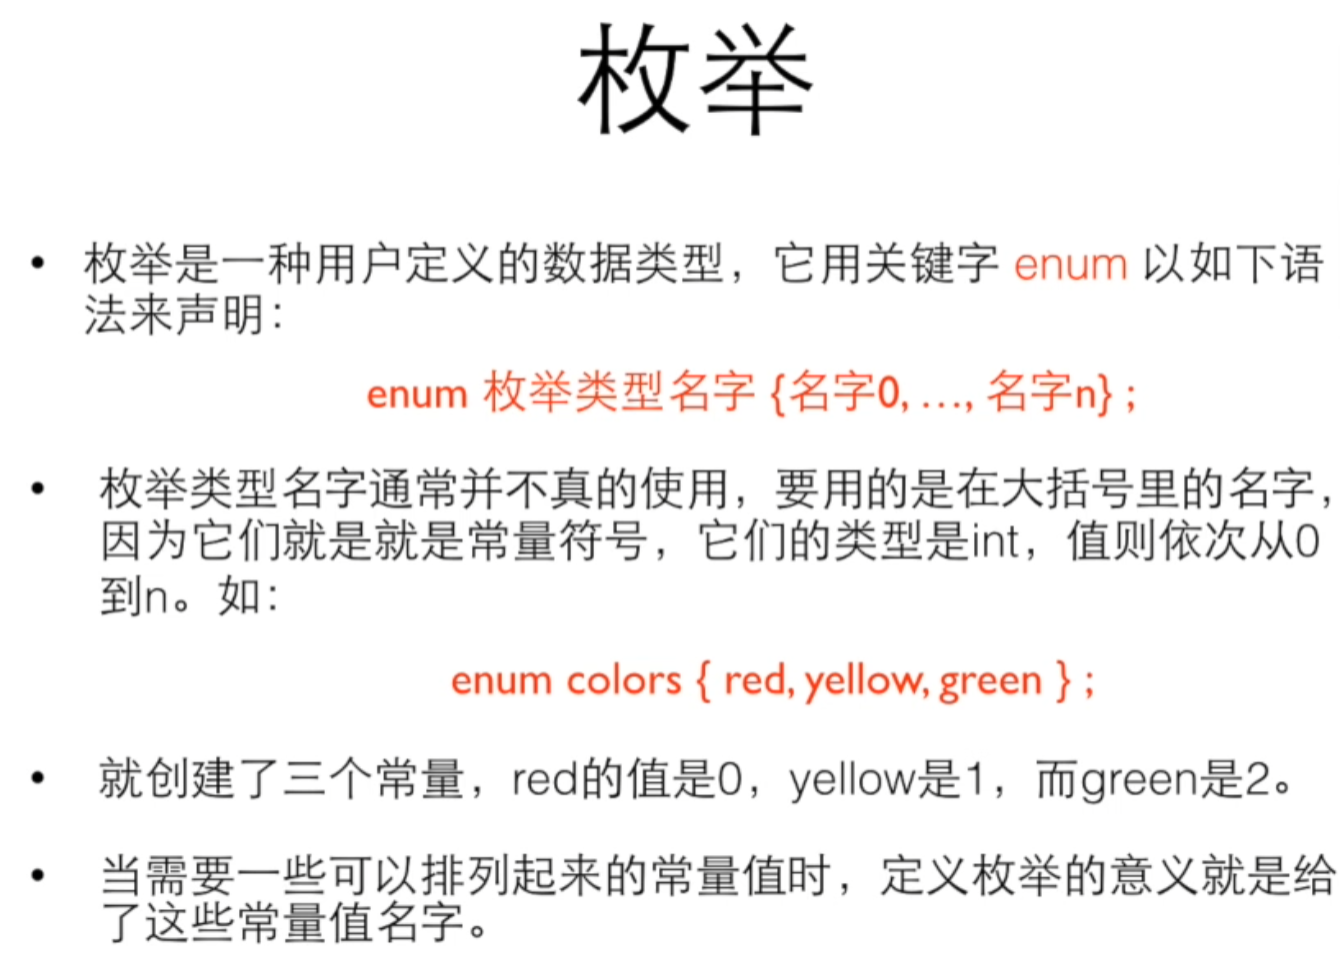 枚举
• 枚举是一种用户定义的数据类型，它用关键字 enum 以如下语
法来声明：
enum 枚举类型名字 {名字0, …, 名字n} ;
• 枚举类型名字通常并不真的使用，要用的是在大括号里的名字，
因为它们就是就是常量符号，它们的类型是int，值则依次从0
到n。如：
enum colors { red, yellow, green } ;
• 就创建了三个常量，red的值是0，yellow是1，而green是2。
• 当需要一些可以排列起来的常量值时，定义枚举的意义就是给
了这些常量值名字。